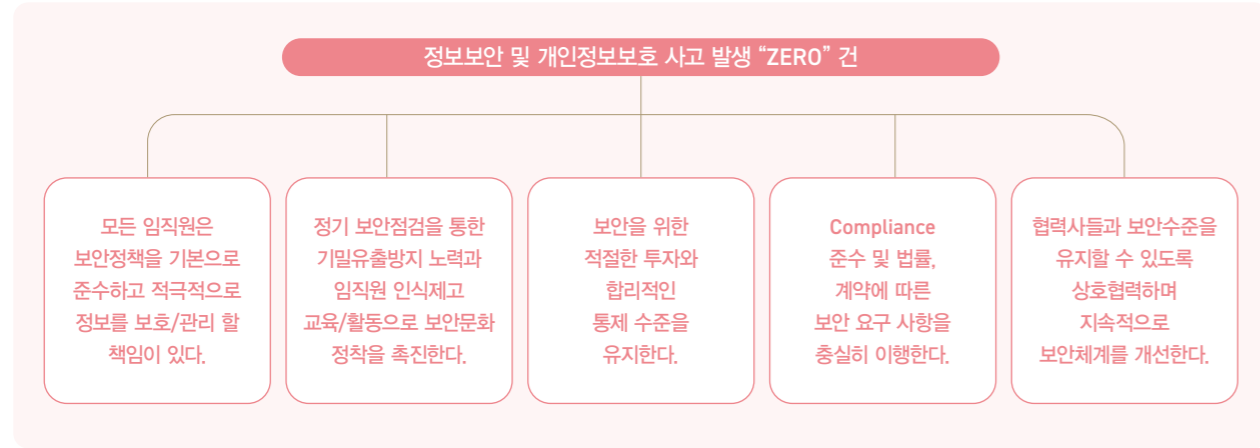 정보보안 및 개인정보보호 사고 발생 “ZERO” 건
모든 임직원은
보안정책을 기본으로
준수하고 적극적으로
정보를 보호/관리 할
책임이 있다.
정기 보안점검을 통한
기밀유출방지 노력과
임직원 인식제고
교육/활동으로 보안문화
정착을 촉진한다.
보안을 위한
적절한 투자와
합리적인
통제 수준을
유지한다.
Compliance
준수 및 법률,
계약에 따른
보안 요구 사항을
충실히 이행한다.
협력사들과 보안수준을
유지할 수 있도록
상호협력하며
지속적으로
보안체계를 개선한다.